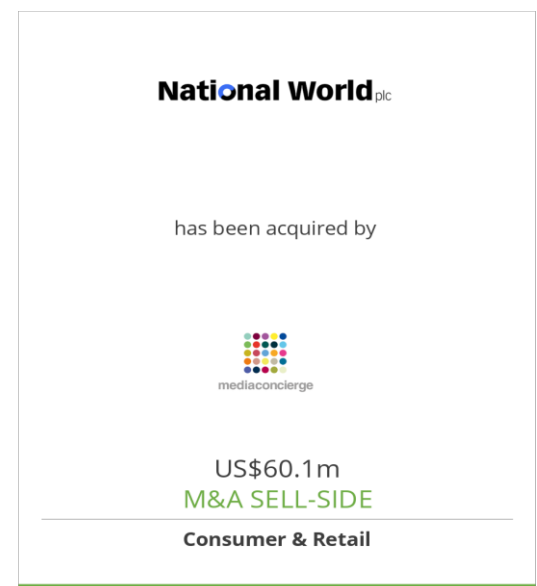 National World plc
has been acquired by
mediaconcierge
US$60.1m
M&A SELL-SIDE
Consumer & Retail